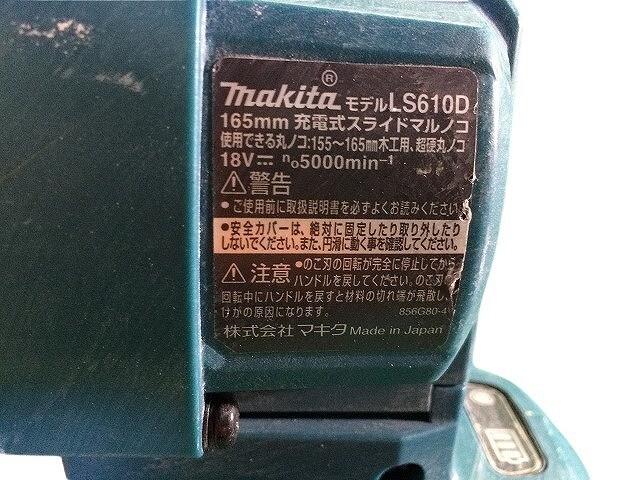 makita® モデルLS610D
165mm 充電式スライドマルノコ
使用できる丸ノコ:155～165mm木工用、超硬丸ノコ
18V⎓ n₀5000min⁻¹
⚠警告
●ご使用前に取扱説明書を必ずよくお読みください
●安全カバーは、絶対に固定したり取り外したり
しないでください。また、円滑に動く事を確認してください。
⚠注意 ●のこ刃の回転が完全に停止してから
ハンドルを戻してください。のこ刃
回転中にハンドルを戻すと材料の切れ端が飛散し
けがの原因になります。 856G80-4
株式会社 マキタ Made in Japan